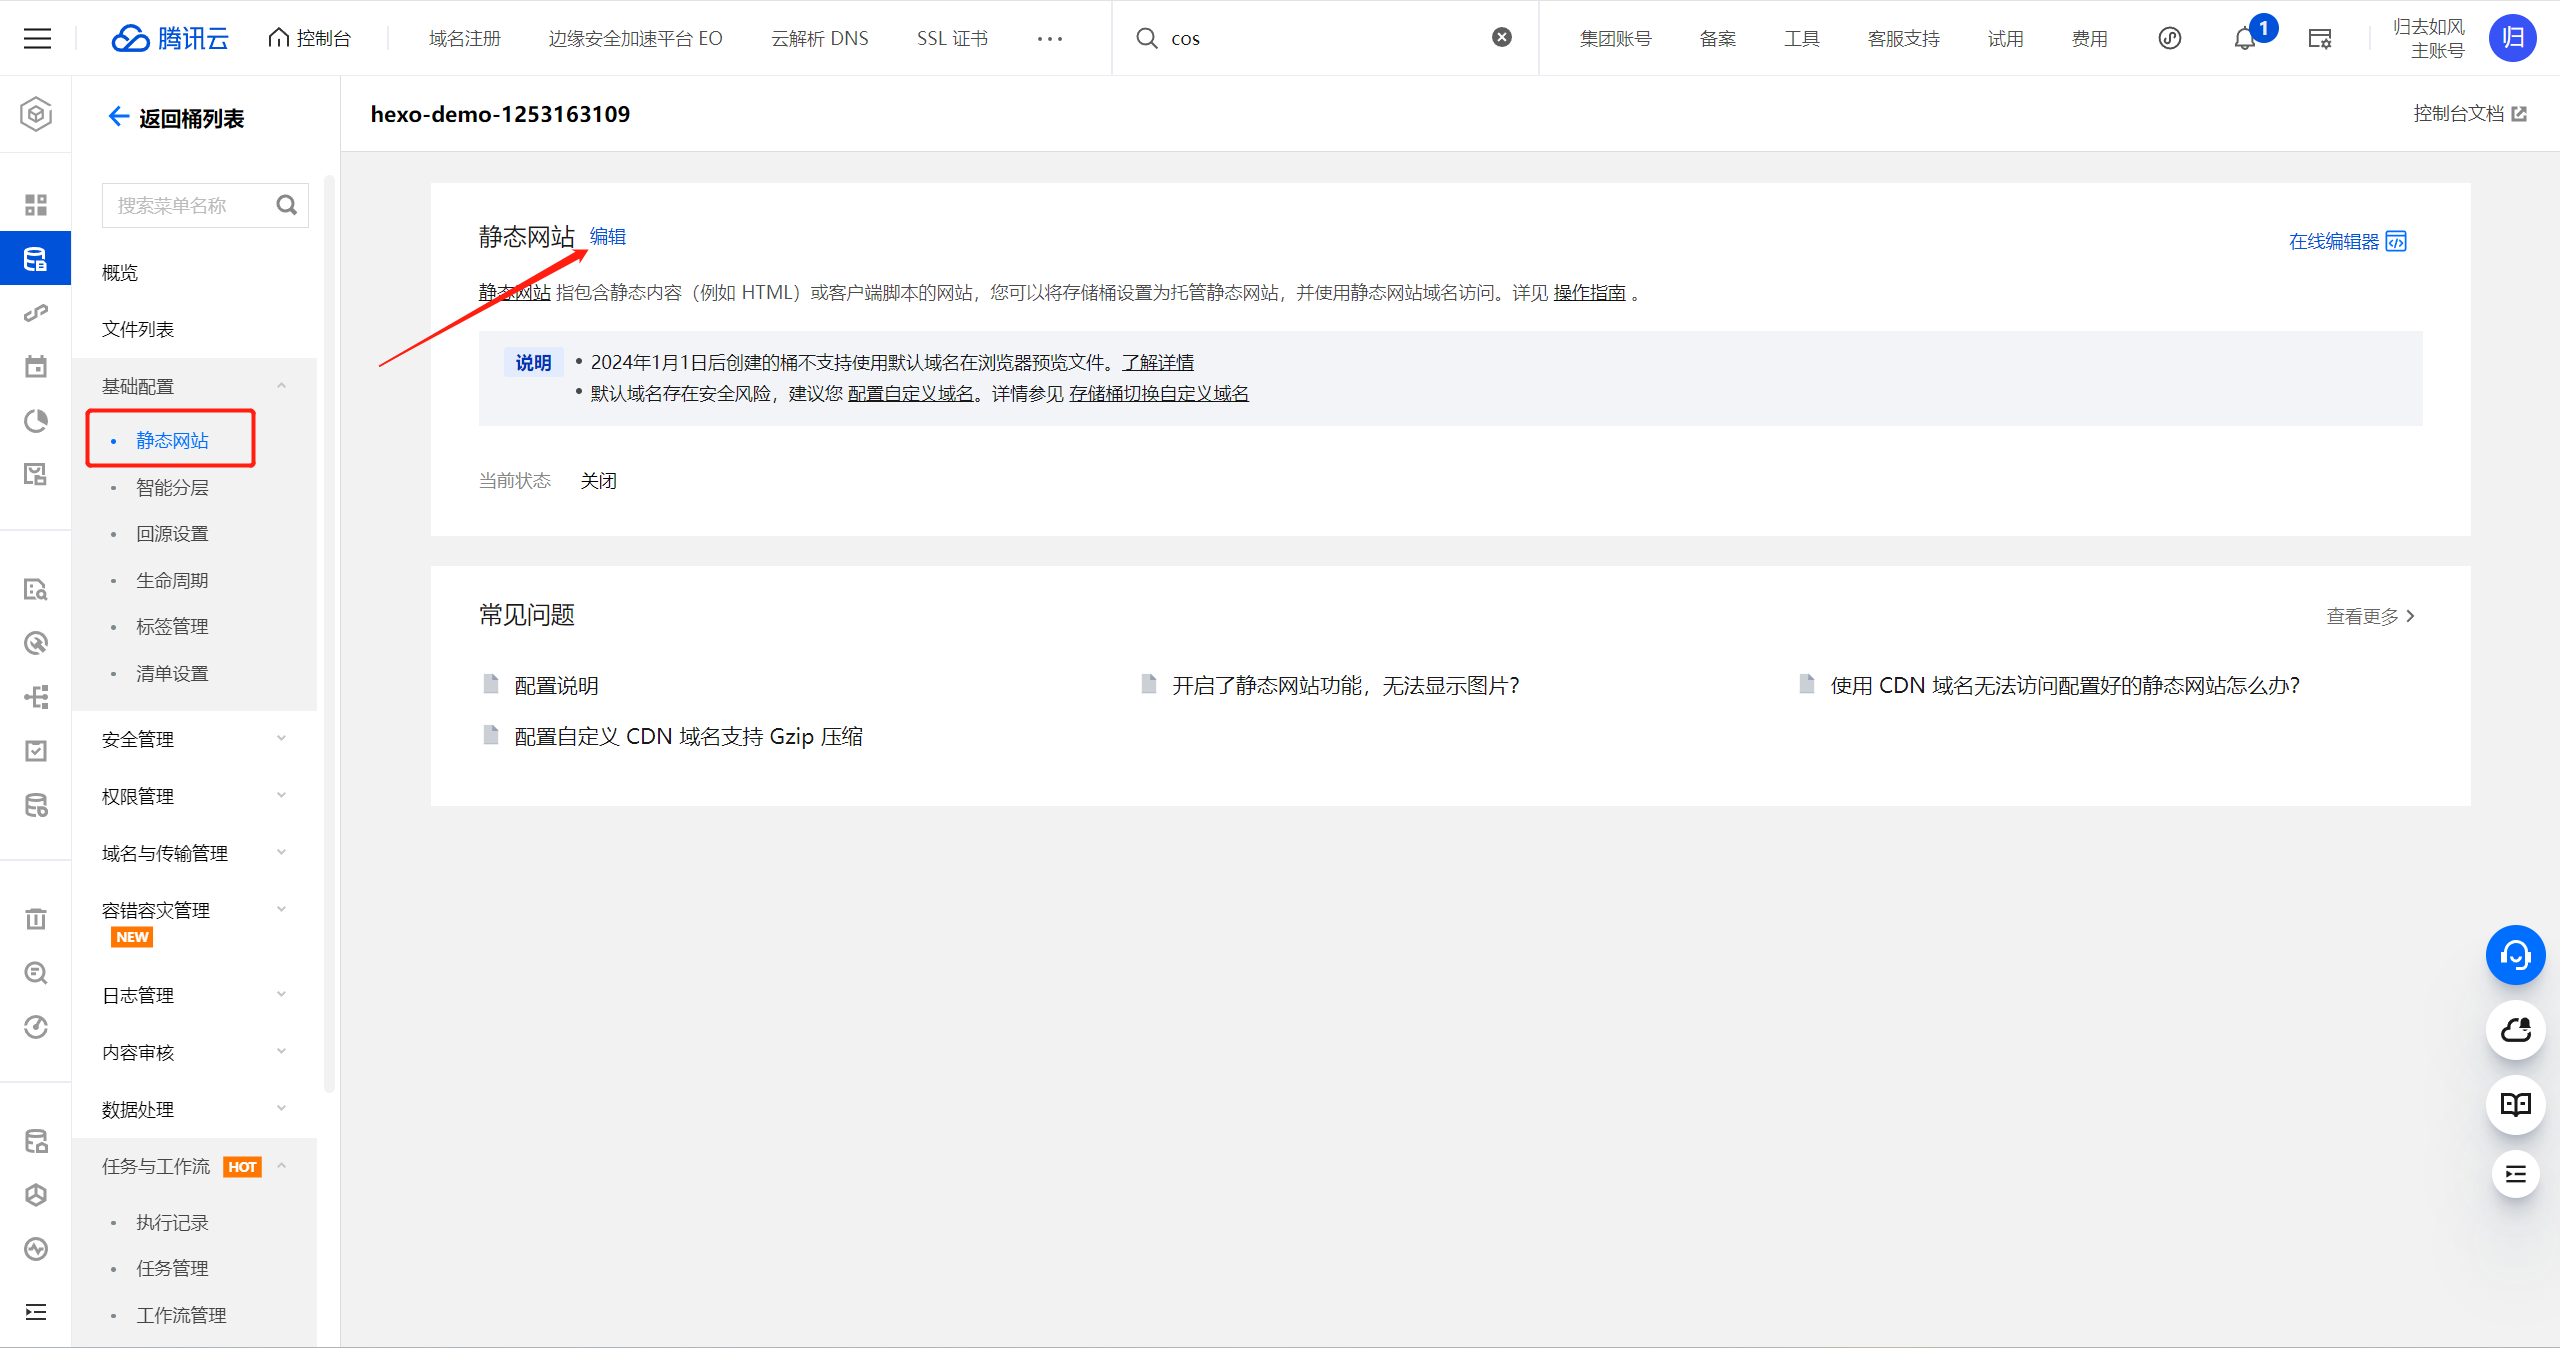 腾讯云 控制台 域名注册 边缘安全加速平台 EO 云解析 DNS SSL 证书 ··· cos 集团账号 备案 工具 客服支持 试用 费用 1 归去如风 归
主账号
返回桶列表
hexo-demo-1253163109
控制台文档
搜索菜单名称
概览
文件列表
基础配置
静态网站
智能分层
回源设置
生命周期
标签管理
清单设置
安全管理
权限管理
域名与传输管理
容错容灾管理
NEW
日志管理
内容审核
数据处理
任务与工作流 HOT
执行记录
任务管理
工作流管理
静态网站 编辑
在线编辑器
静态网站 指包含静态内容（例如 HTML）或客户端脚本的网站，您可以将存储桶设置为托管静态网站，并使用静态网站域名访问。详见 操作指南 。
说明 • 2024年1月1日后创建的桶不支持使用默认域名在浏览器预览文件。了解详情
• 默认域名存在安全风险，建议您 配置自定义域名。详情参见 存储桶切换自定义域名
当前状态 关闭
常见问题
查看更多
配置说明
开启了静态网站功能，无法显示图片？
使用 CDN 域名无法访问配置好的静态网站怎么办？
配置自定义 CDN 域名支持 Gzip 压缩